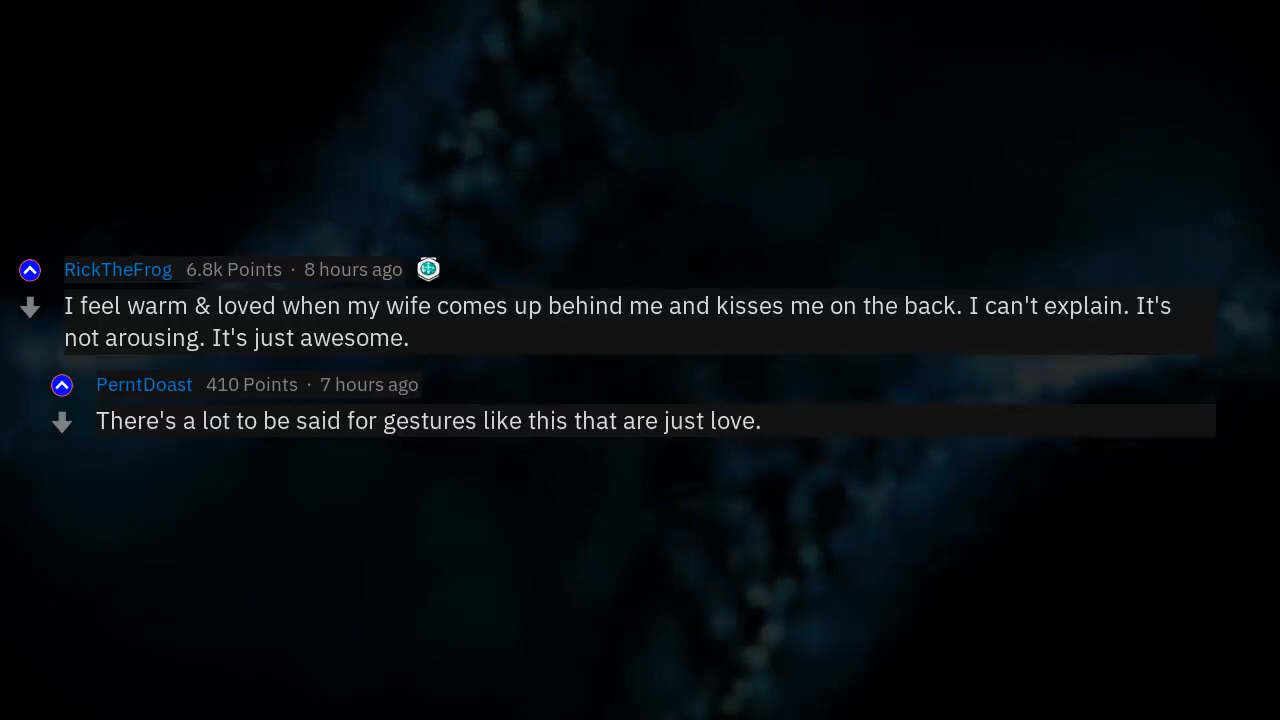 RickTheFrog 6.8k Points · 8 hours ago
I feel warm & loved when my wife comes up behind me and kisses me on the back. I can't explain. It's
not arousing. It's just awesome.
PerntDoast 410 Points · 7 hours ago
There's a lot to be said for gestures like this that are just love.